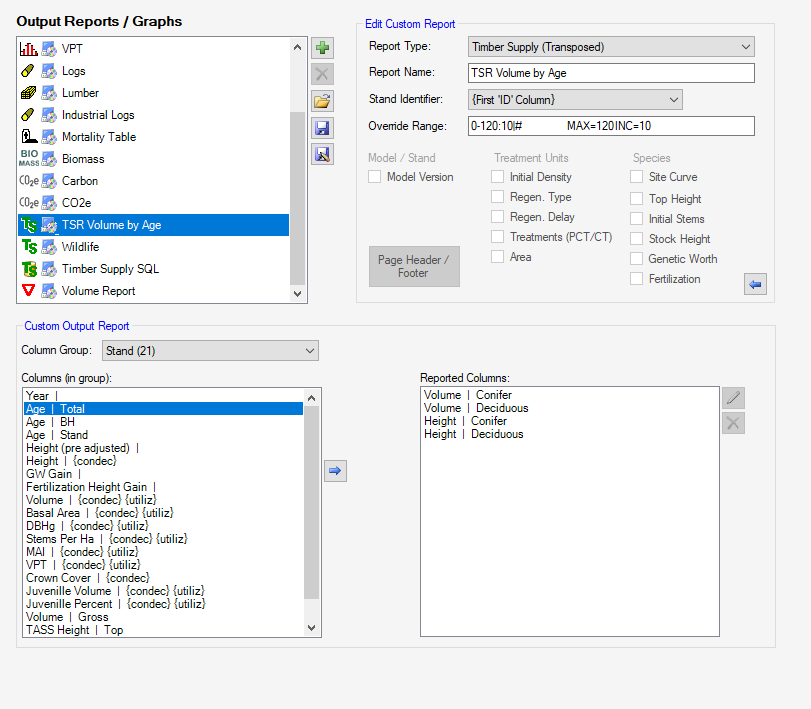 Output Reports / Graphs
VPT
Logs
Lumber
Industrial Logs
Mortality Table
BIO MASS Biomass
CO2e Carbon
CO2e CO2e
Ts TSR Volume by Age
Ts Wildlife
Ts Timber Supply SQL
Volume Report
Edit Custom Report
Report Type: Timber Supply (Transposed)
Report Name: TSR Volume by Age
Stand Identifier: {First 'ID' Column}
Override Range: 0-120:10|# MAX=120INC=10
Model / Stand
Model Version
Treatment Units
Initial Density
Regen. Type
Regen. Delay
Treatments (PCT/CT)
Area
Species
Site Curve
Top Height
Initial Stems
Stock Height
Genetic Worth
Fertilization
Page Header /
Footer
Custom Output Report
Column Group: Stand (21)
Columns (in group):
Year |
Age | Total
Age | BH
Age | Stand
Height (pre adjusted) |
Height | {condec}
GW Gain |
Fertilization Height Gain |
Volume | {condec} {utiliz}
Basal Area | {condec} {utiliz}
DBHg | {condec} {utiliz}
Stems Per Ha | {condec} {utiliz}
MAI | {condec} {utiliz}
VPT | {condec} {utiliz}
Crown Cover | {condec}
Juvenille Volume | {condec} {utiliz}
Juvenille Percent | {condec} {utiliz}
Volume | Gross
TASS Height | Top
Reported Columns:
Volume | Conifer
Volume | Deciduous
Height | Conifer
Height | Deciduous